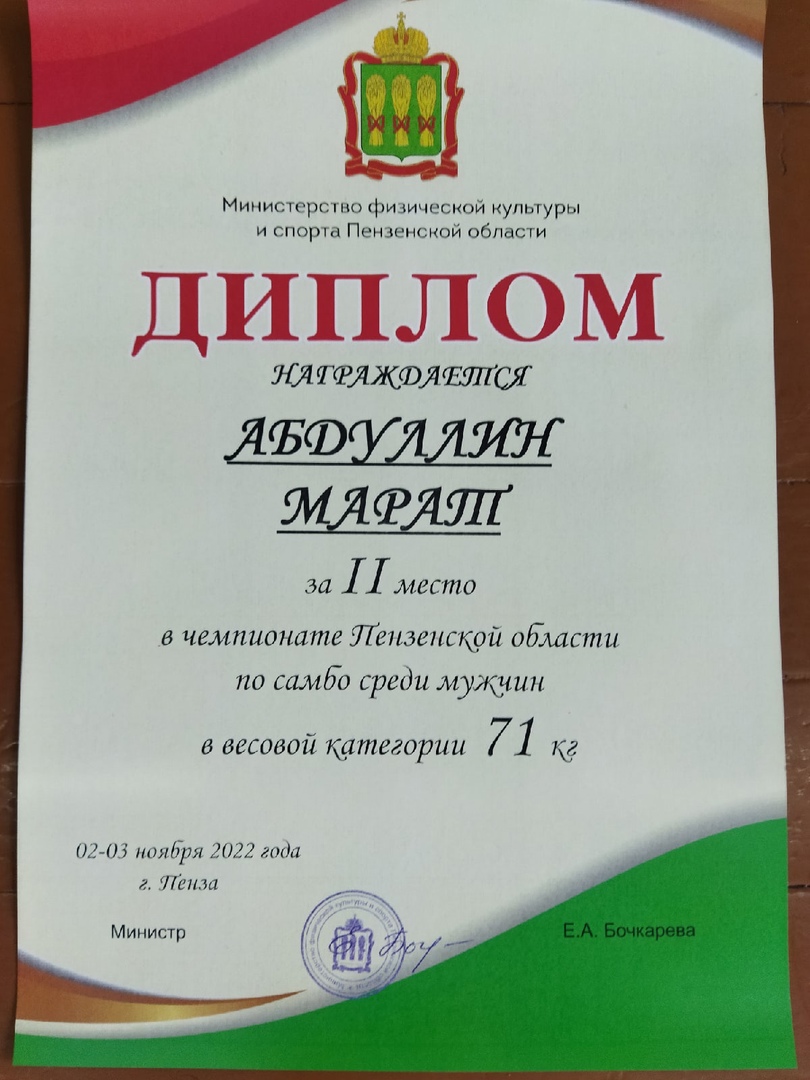 Министерство физической культуры
и спорта Пензенской области
ДИПЛОМ
НАГРАЖДАЕТСЯ
АБДУЛЛИН
МАРАТ
за II место
в чемпионате Пензенской области
по самбо среди мужчин
в весовой категории 71 кг
02-03 ноября 2022 года
г. Пенза
Министр
Е.А. Бочкарева